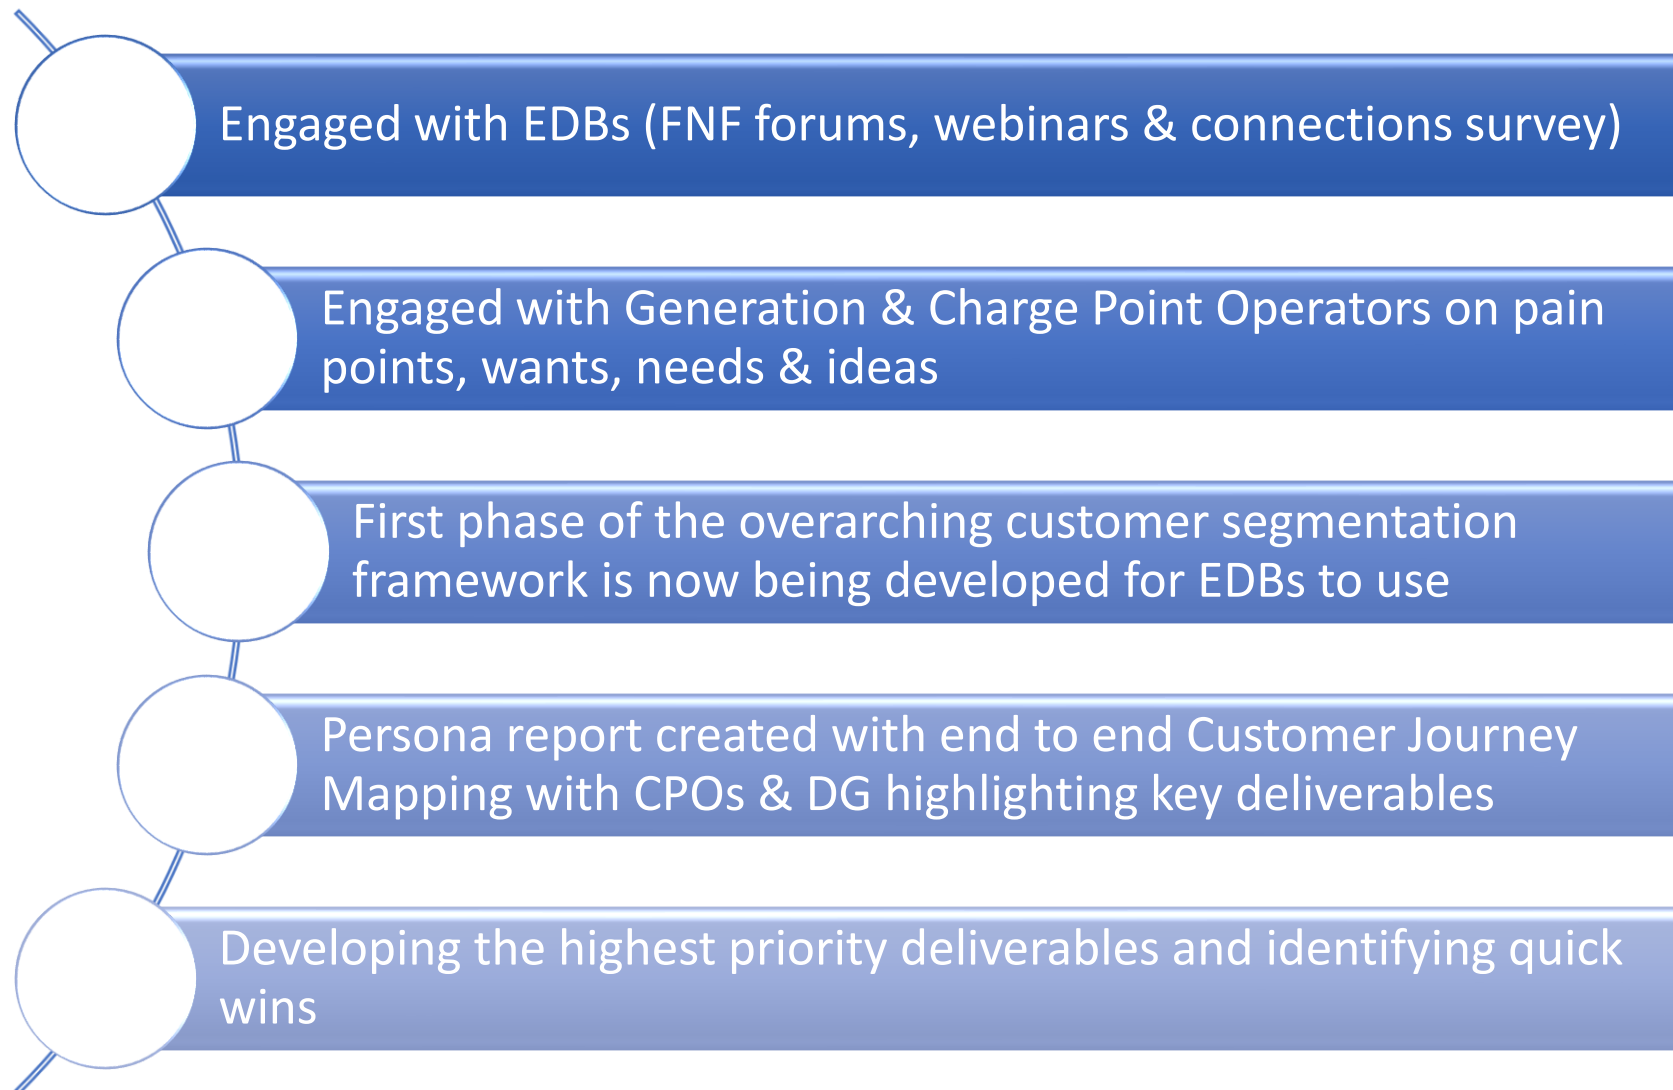 Engaged with EDBs (FNF forums, webinars & connections survey)
Engaged with Generation & Charge Point Operators on pain
points, wants, needs & ideas
First phase of the overarching customer segmentation
framework is now being developed for EDBs to use
Persona report created with end to end Customer Journey
Mapping with CPOs & DG highlighting key deliverables
Developing the highest priority deliverables and identifying quick
wins